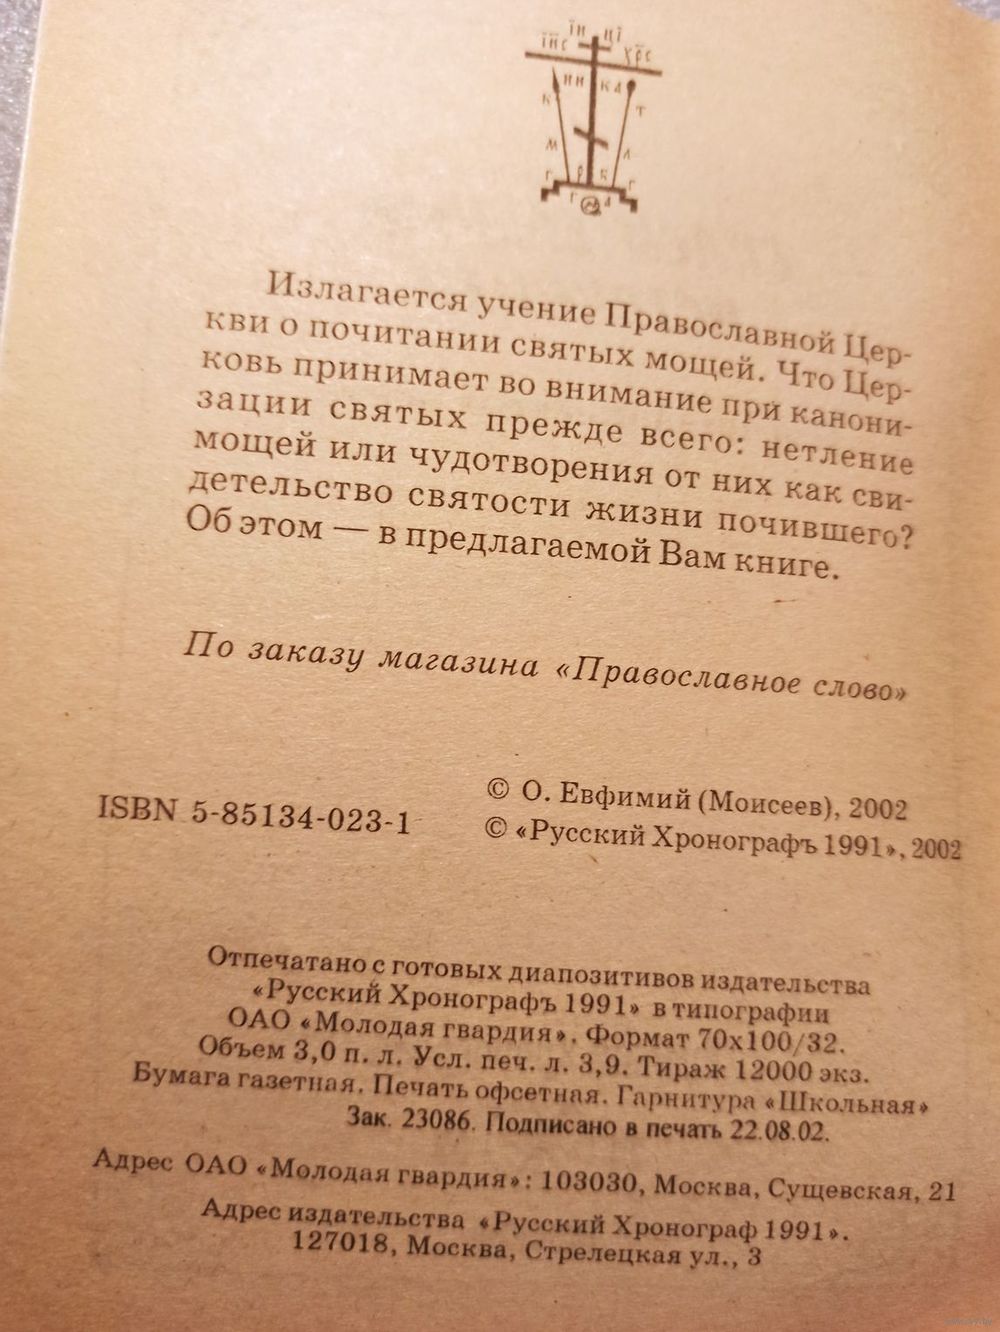 І҃Н Ц҃І
І҃Н҃С Х҃Р҃С
НИ КА
К Т
М Л
Г Р Б Г
Г А
Излагается учение Православной Цер-
кви о почитании святых мощей. Что Цер-
ковь принимает во внимание при канони-
зации святых прежде всего: нетление
мощей или чудотворения от них как сви-
детельство святости жизни почившего?
Об этом — в предлагаемой Вам книге.
По заказу магазина «Православное слово»
ISBN 5-85134-023-1
© О. Евфимий (Моисеев), 2002
© «Русский Хронографъ 1991», 2002
Отпечатано с готовых диапозитивов издательства
«Русский Хронографъ 1991» в типографии
ОАО «Молодая гвардия». Формат 70х100/32.
Объем 3,0 п. л. Усл. печ. л. 3,9. Тираж 12000 экз.
Бумага газетная. Печать офсетная. Гарнитура «Школьная»
Зак. 23086. Подписано в печать 22.08.02.
Адрес ОАО «Молодая гвардия»: 103030, Москва, Сущевская, 21
Адрес издательства «Русский Хронограф 1991».
127018, Москва, Стрелецкая ул., 3